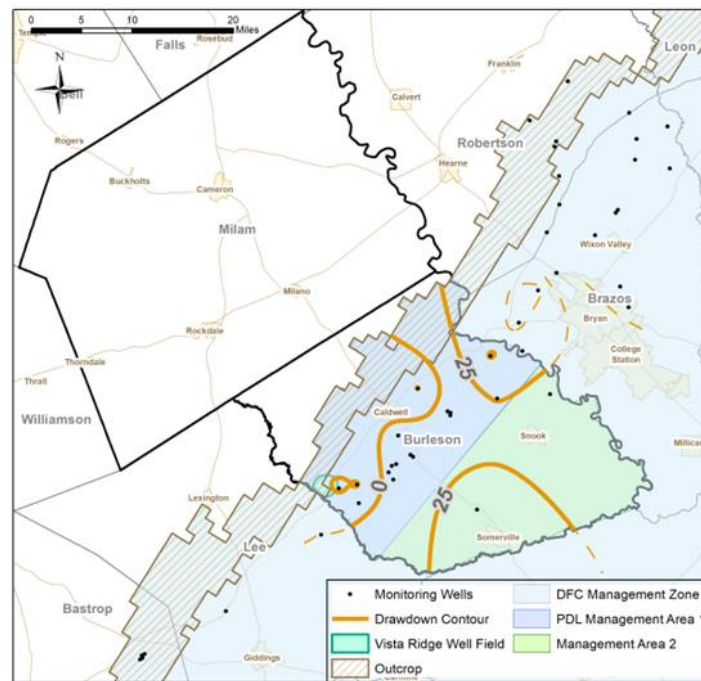 0 5 10 20
Miles
Temple
Falls
Rosebud
Leon
N
Bell
Franklin
Calvert
Rogers
Robertson
Buckholts
Hearne
Cameron
Milam
Wixon Valley
Milano
Brazos
Bryan
Rockdale
College
Station
Thorndale
25
Thrall
Caldwell
Snook
Williamson
Burleson
Millican
0
25
Lexington
Somerville
Lee
Bastrop
Giddings
Monitoring Wells
Drawdown Contour
Vista Ridge Well Field
Outcrop
DFC Management Zone
PDL Management Area 1
Management Area 2